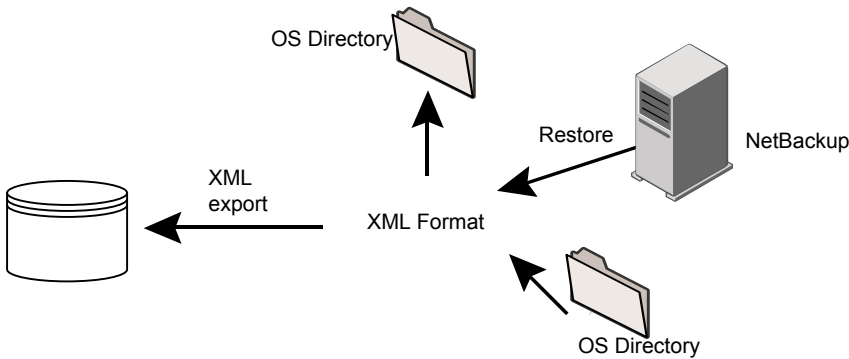 OS Directory
Restore
NetBackup
XML
export
XML Format
OS Directory